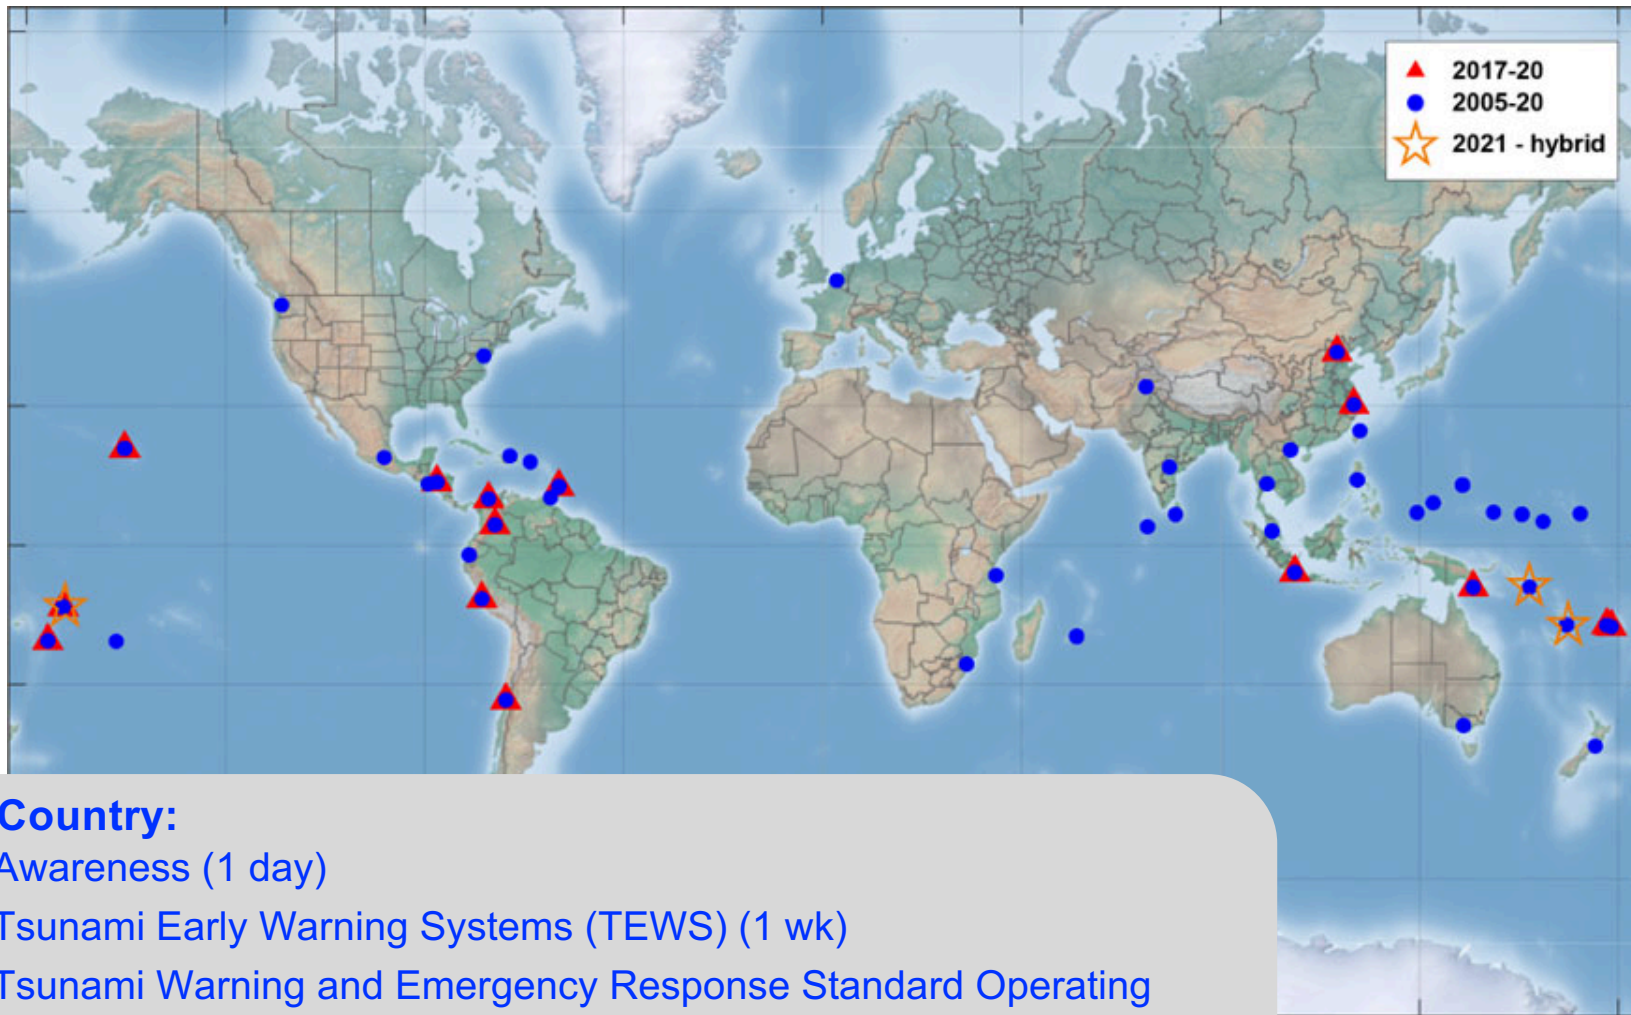 2017-20
2005-20
2021 - hybrid
Country:
Awareness (1 day)
Tsunami Early Warning Systems (TEWS) (1 wk)
Tsunami Warning and Emergency Response Standard Operating